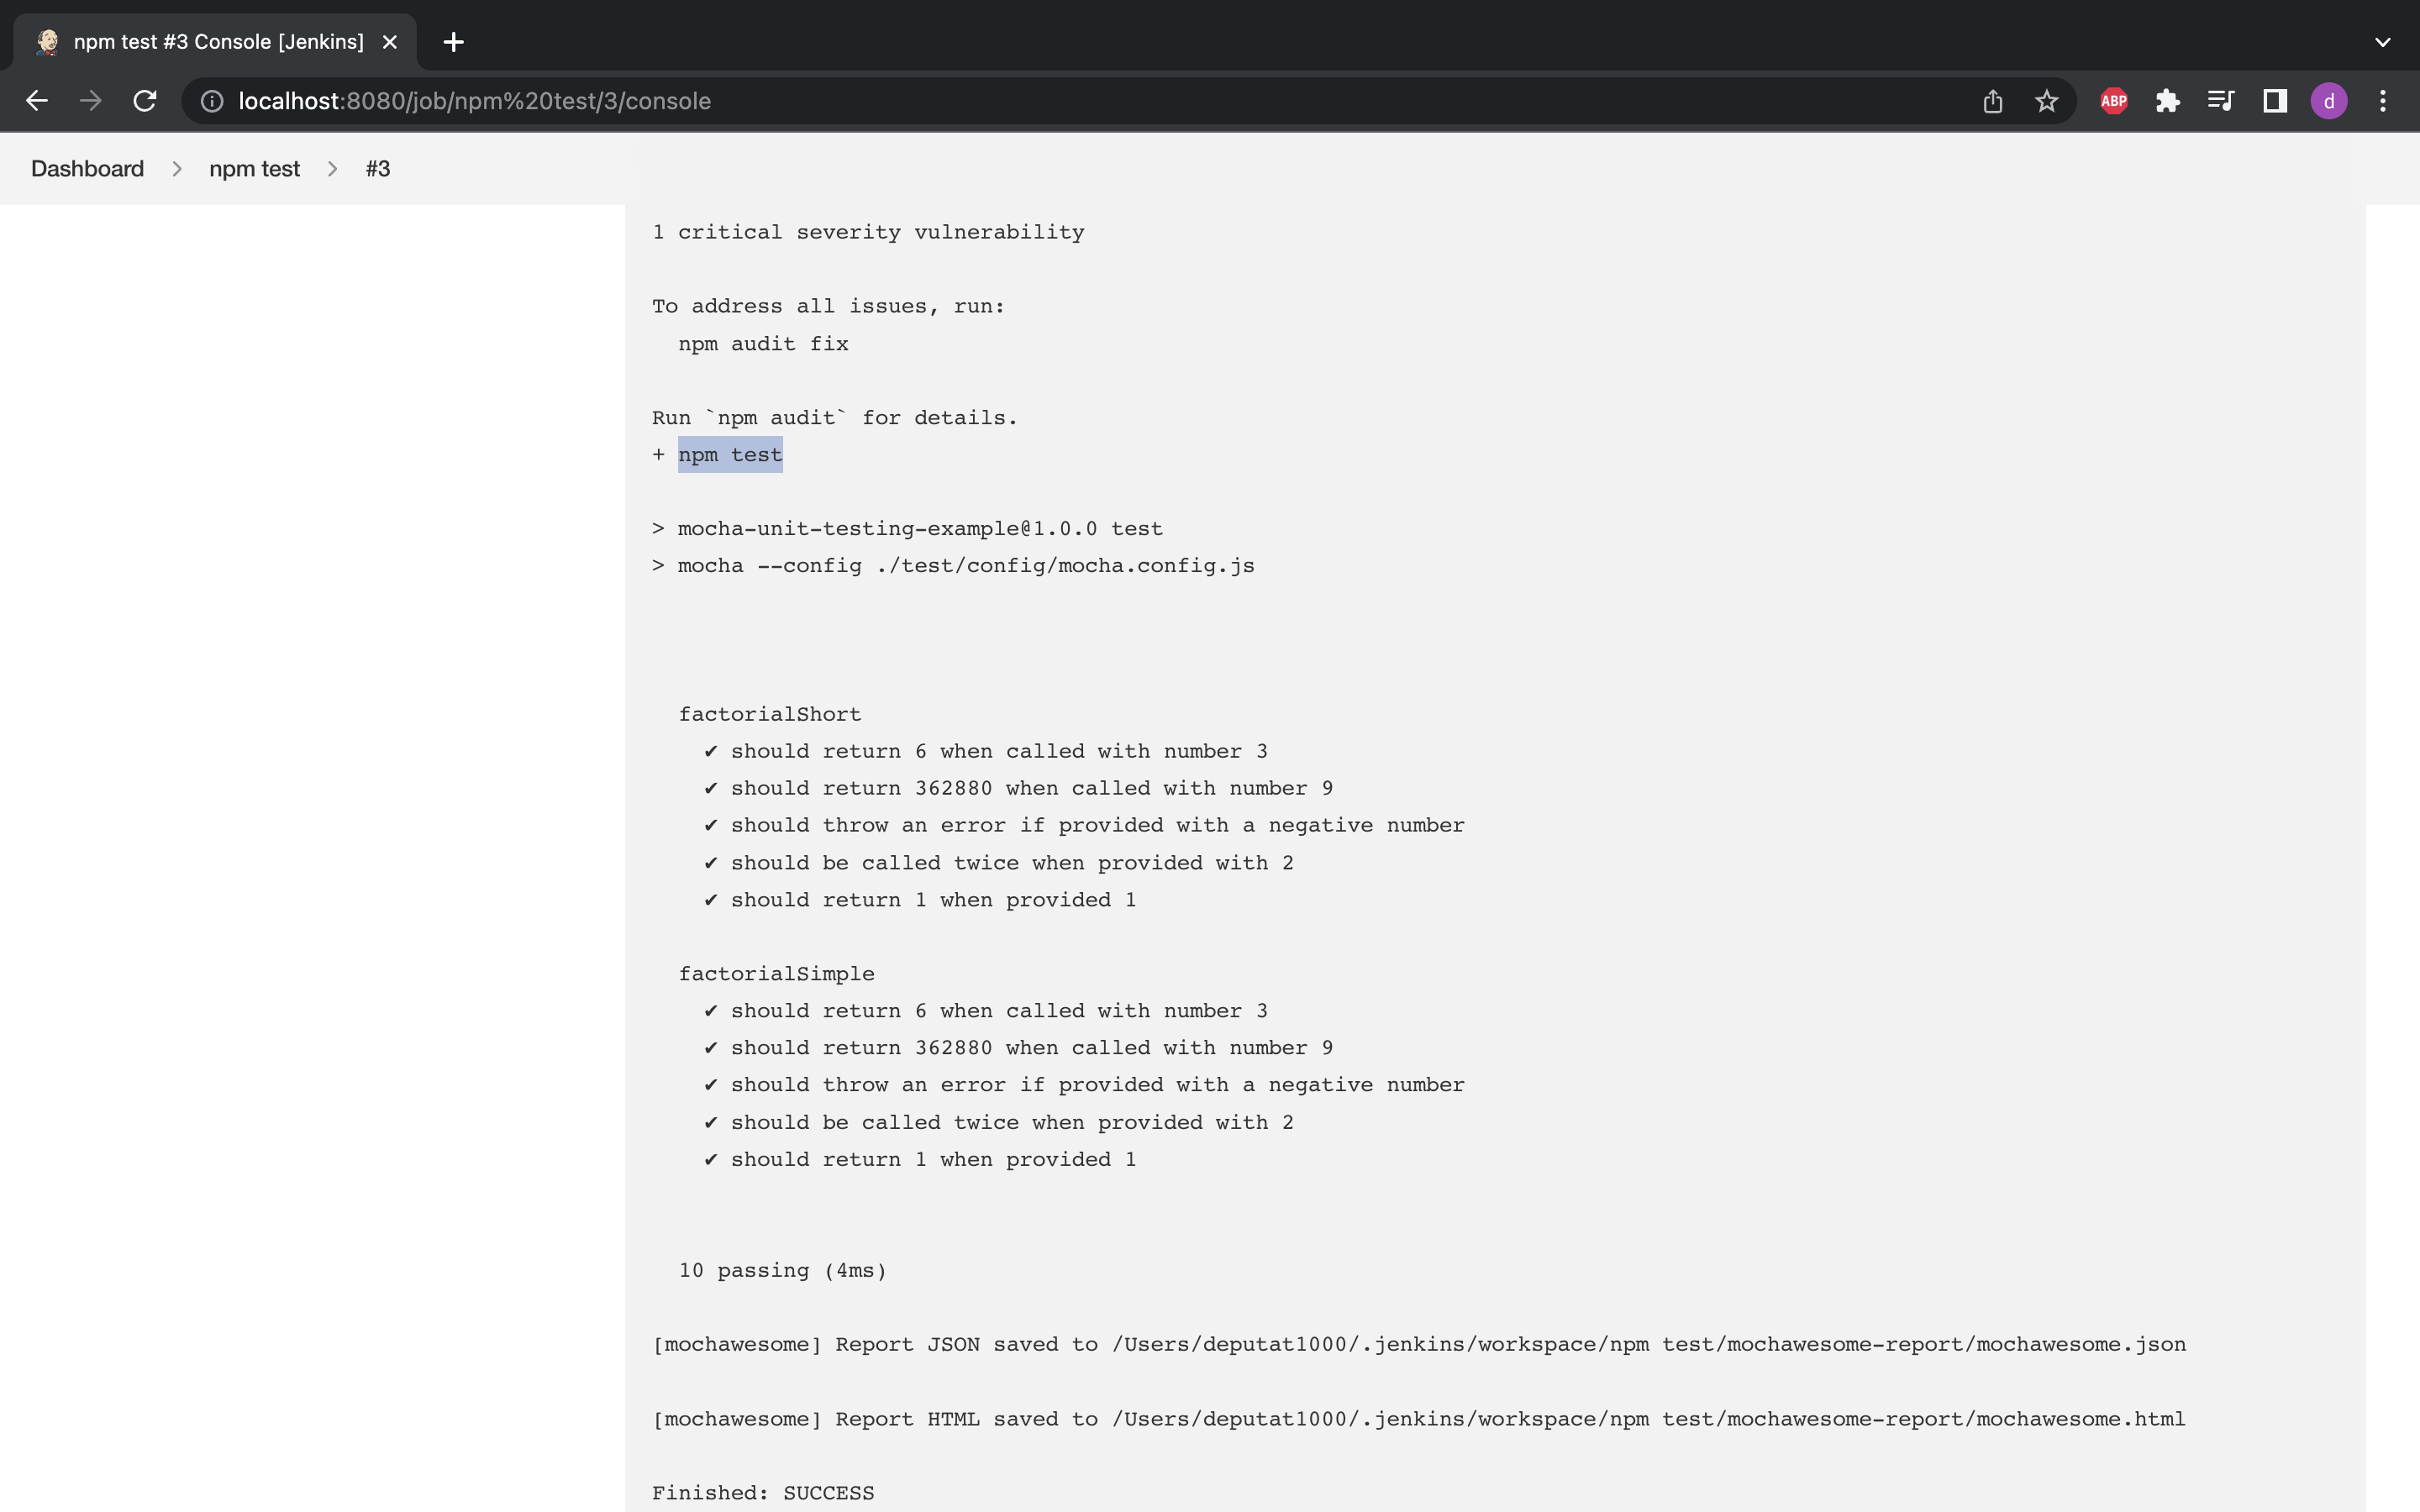 npm test #3 Console [Jenkins]
localhost:8080/job/npm%20test/3/console
ABP
d
Dashboard > npm test > #3
1 critical severity vulnerability
To address all issues, run:
npm audit fix
Run `npm audit` for details.
+ npm test
> mocha-unit-testing-example@1.0.0 test
> mocha --config ./test/config/mocha.config.js
factorialShort
✔ should return 6 when called with number 3
✔ should return 362880 when called with number 9
✔ should throw an error if provided with a negative number
✔ should be called twice when provided with 2
✔ should return 1 when provided 1
factorialSimple
✔ should return 6 when called with number 3
✔ should return 362880 when called with number 9
✔ should throw an error if provided with a negative number
✔ should be called twice when provided with 2
✔ should return 1 when provided 1
10 passing (4ms)
[mochawesome] Report JSON saved to /Users/deputat1000/.jenkins/workspace/npm test/mochawesome-report/mochawesome.json
[mochawesome] Report HTML saved to /Users/deputat1000/.jenkins/workspace/npm test/mochawesome-report/mochawesome.html
Finished: SUCCESS